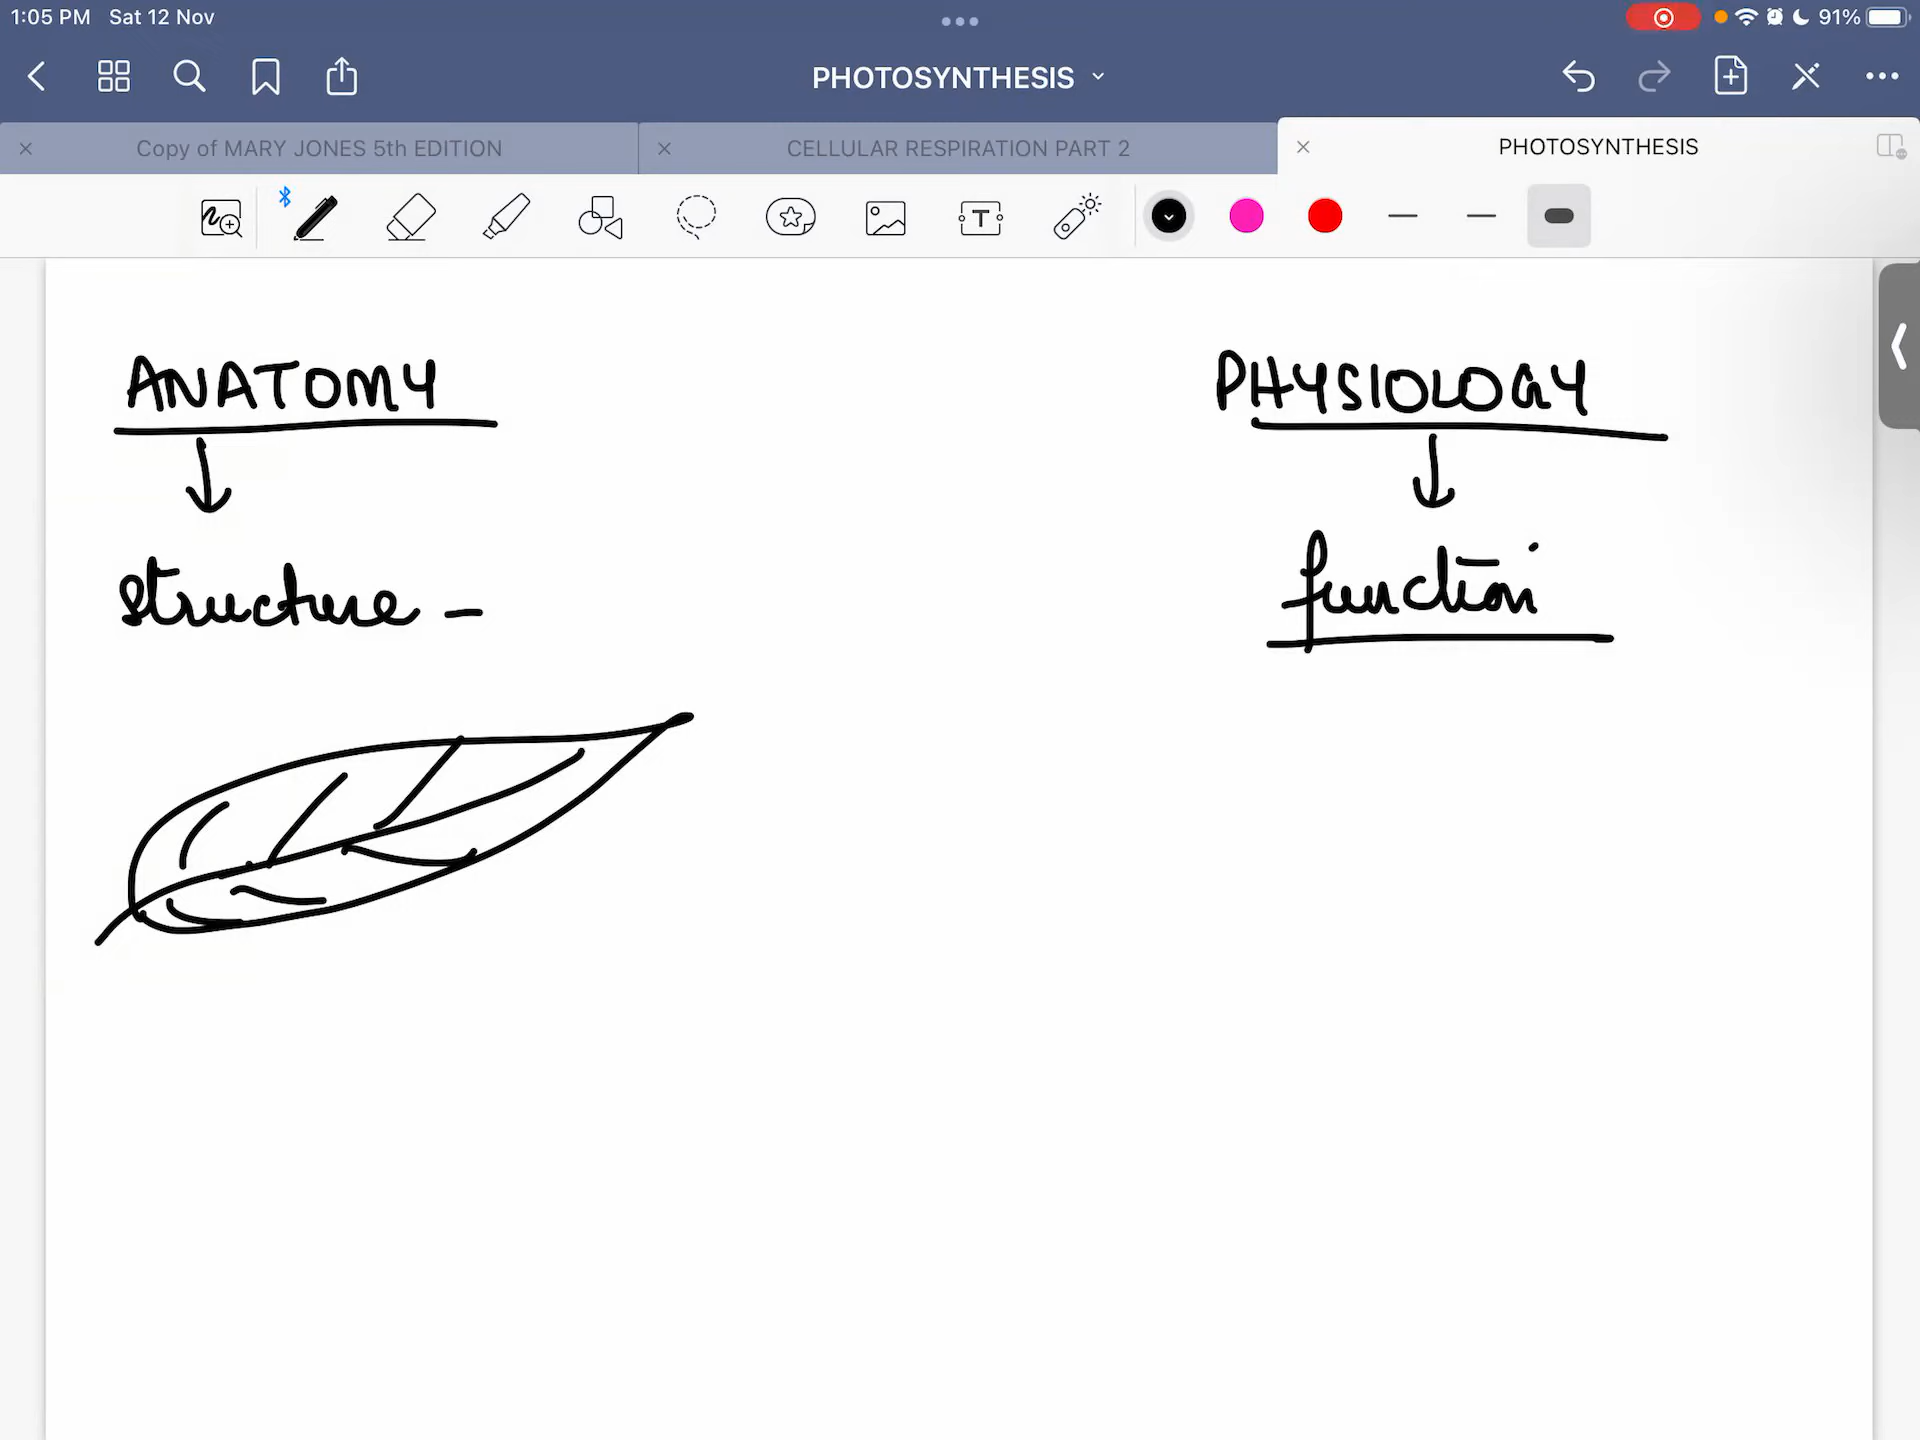 1:05 PM Sat 12 Nov
91%
PHOTOSYNTHESIS
Copy of MARY JONES 5th EDITION
CELLULAR RESPIRATION PART 2
PHOTOSYNTHESIS
T
ANATOMY
PHYSIOLOGY
structure -
function